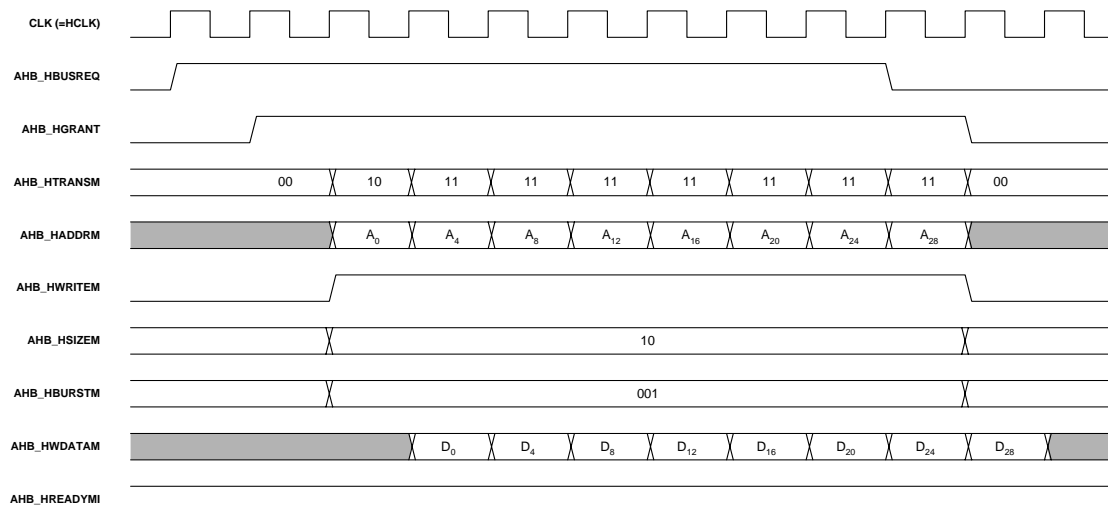 CLK (=HCLK)
AHB_HBUSREQ
AHB_HGRANT
AHB_HTRANSM 00 10 11 11 11 11 11 11 11 00
AHB_HADDRM A0 A4 A8 A12 A16 A20 A24 A28
AHB_HWRITEM
AHB_HSIZEM 10
AHB_HBURSTM 001
AHB_HWDATAM D0 D4 D8 D12 D16 D20 D24 D28
AHB_HREADYMI